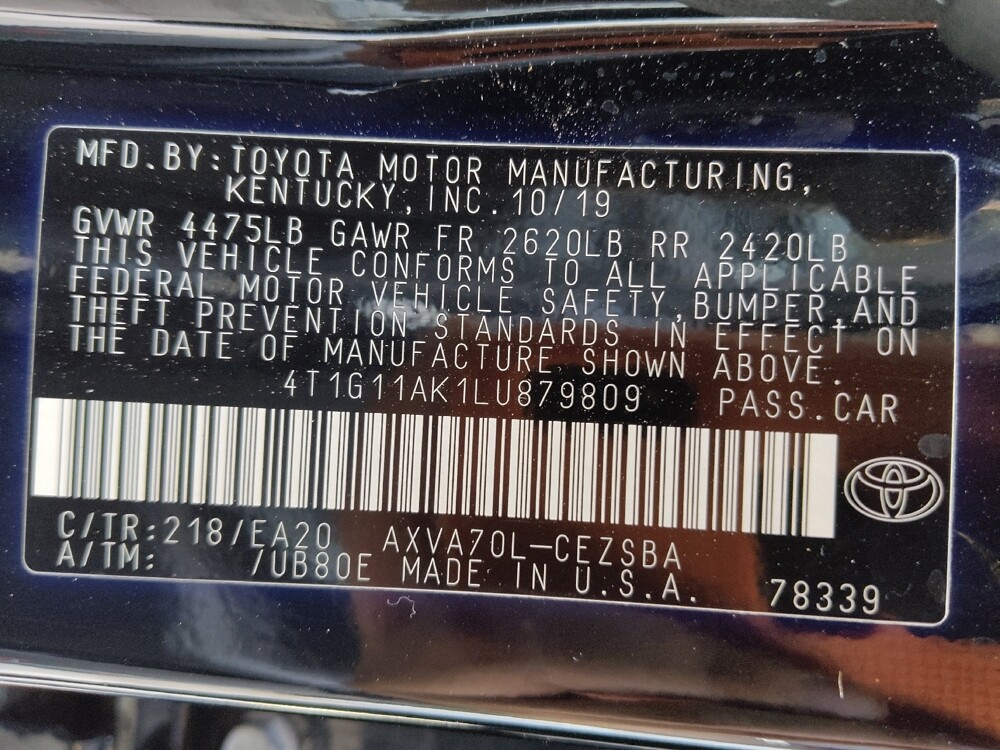 MFD.BY:TOYOTA MOTOR MANUFACTURING,
KENTUCKY,INC.10/19
GVWR 4475LB GAWR FR 2620LB RR 2420LB
THIS VEHICLE CONFORMS TO ALL APPLICABLE
FEDERAL MOTOR VEHICLE SAFETY,BUMPER,AND
THEFT PREVENTION STANDARDS IN EFFECT ON
THE DATE OF MANUFACTURE SHOWN ABOVE.
4T1G11AK1LU879809 PASS.CAR
C/TR:218/EA20 AXVA70L-CEZSBA
A/TM: /UB80E MADE IN U.S.A. 78339